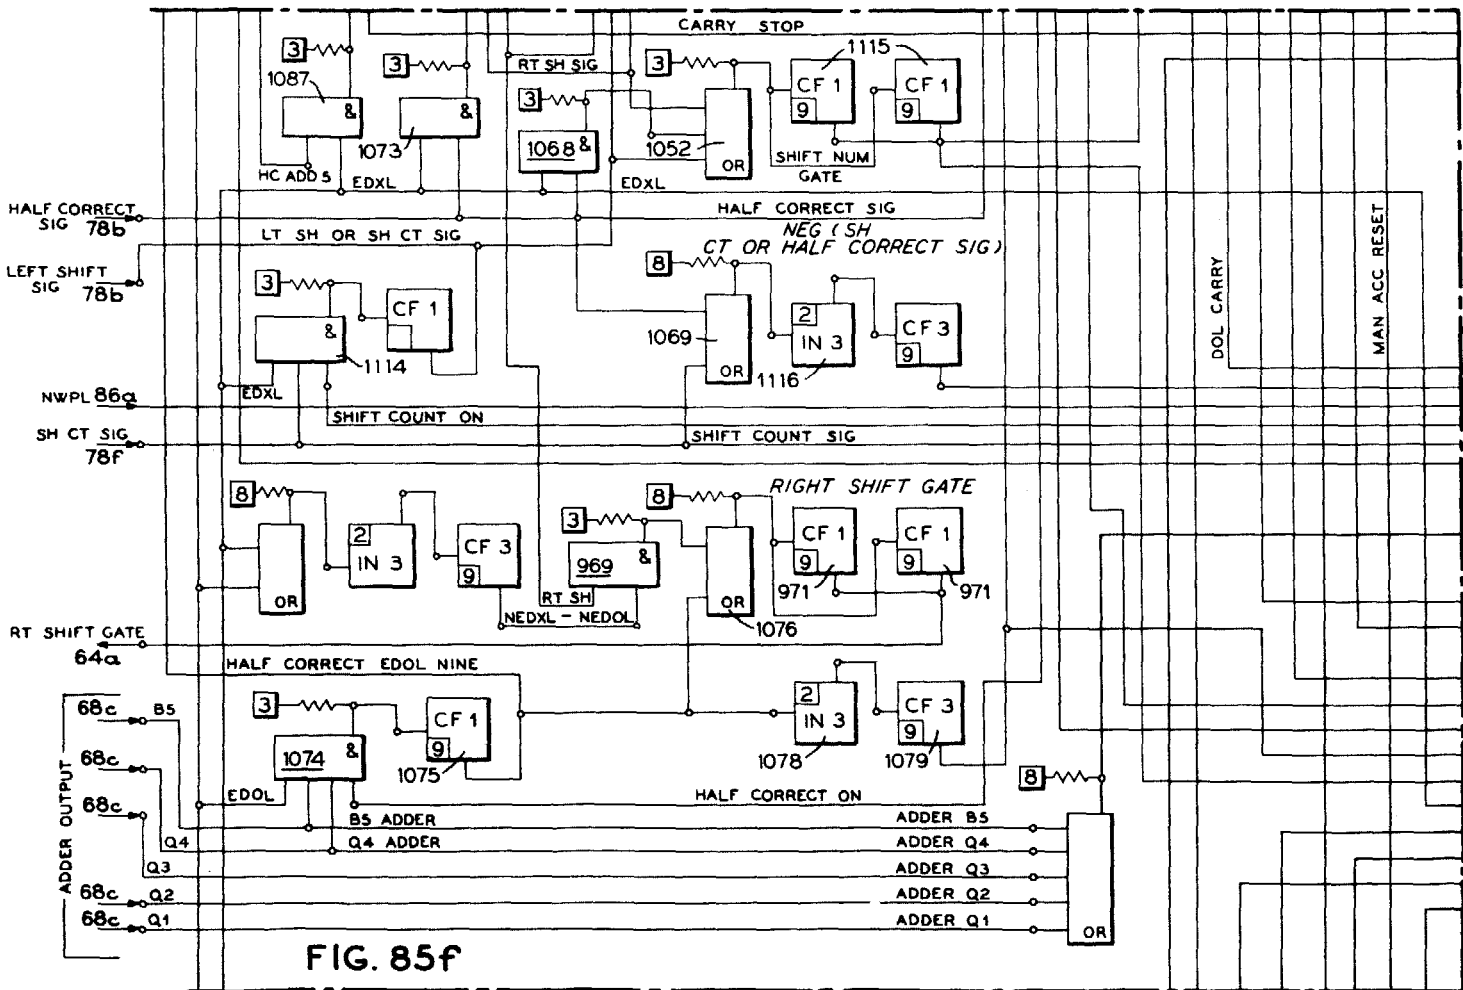 CARRY STOP
3
1087
&
3
&
1073
RT SH SIG
3
1068 &
3
1052
OR
1115
CF 1
9
CF 1
9
SHIFT NUM
GATE
HC ADD 5
EDXL
EDXL
HALF CORRECT
SIG
78b
HALF CORRECT SIG
LT SH OR SH CT SIG
NEG (SH
CT OR HALF CORRECT SIG)
LEFT SHIFT
SIG
78b
3
&
1114
CF 1
8
1069
OR
2
IN 3
1116
CF 3
9
DOL CARRY
MAN ACC RESET
EDXL
NWPL 86a
SHIFT COUNT ON
SH CT SIG
78f
SHIFT COUNT SIG
8
OR
2
IN 3
CF 3
9
3
969
&
RT SH
NEDXL - NEDOL
8
OR
1076
RIGHT SHIFT GATE
CF 1
9
971
CF 1
9
971
RT SHIFT GATE
64a
HALF CORRECT EDOL NINE
3
1074
&
CF 1
9
1075
2
IN 3
1078
CF 3
9
1079
8
EDOL
HALF CORRECT ON
ADDER OUTPUT
68c B5
68c
68c
Q4
Q3
68c Q2
68c Q1
B5 ADDER
Q4 ADDER
ADDER B5
ADDER Q4
ADDER Q3
ADDER Q2
ADDER Q1
OR
FIG. 85f